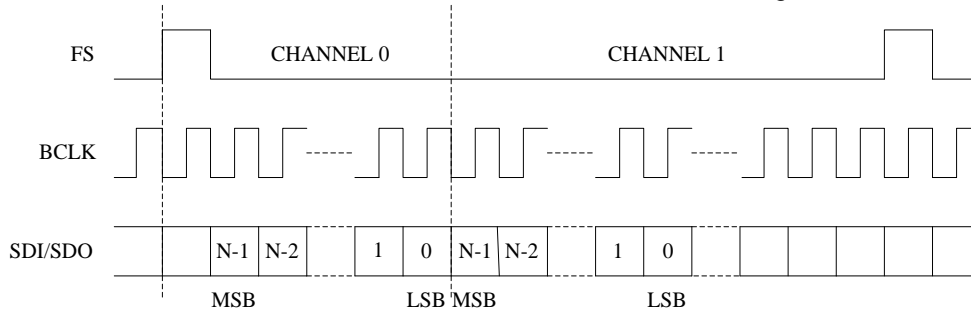 FS CHANNEL 0 CHANNEL 1
BCLK
SDI/SDO N-1 N-2 1 0 N-1 N-2 1 0
MSB LSB MSB LSB